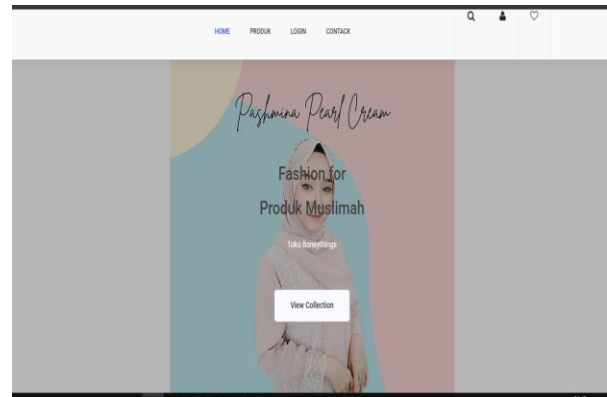 HOME PRODUK LOGIN CONTACK
Pashmina Pearl Cream
Fashion for
Produk Muslimah
Toko Boneythings
View Collection